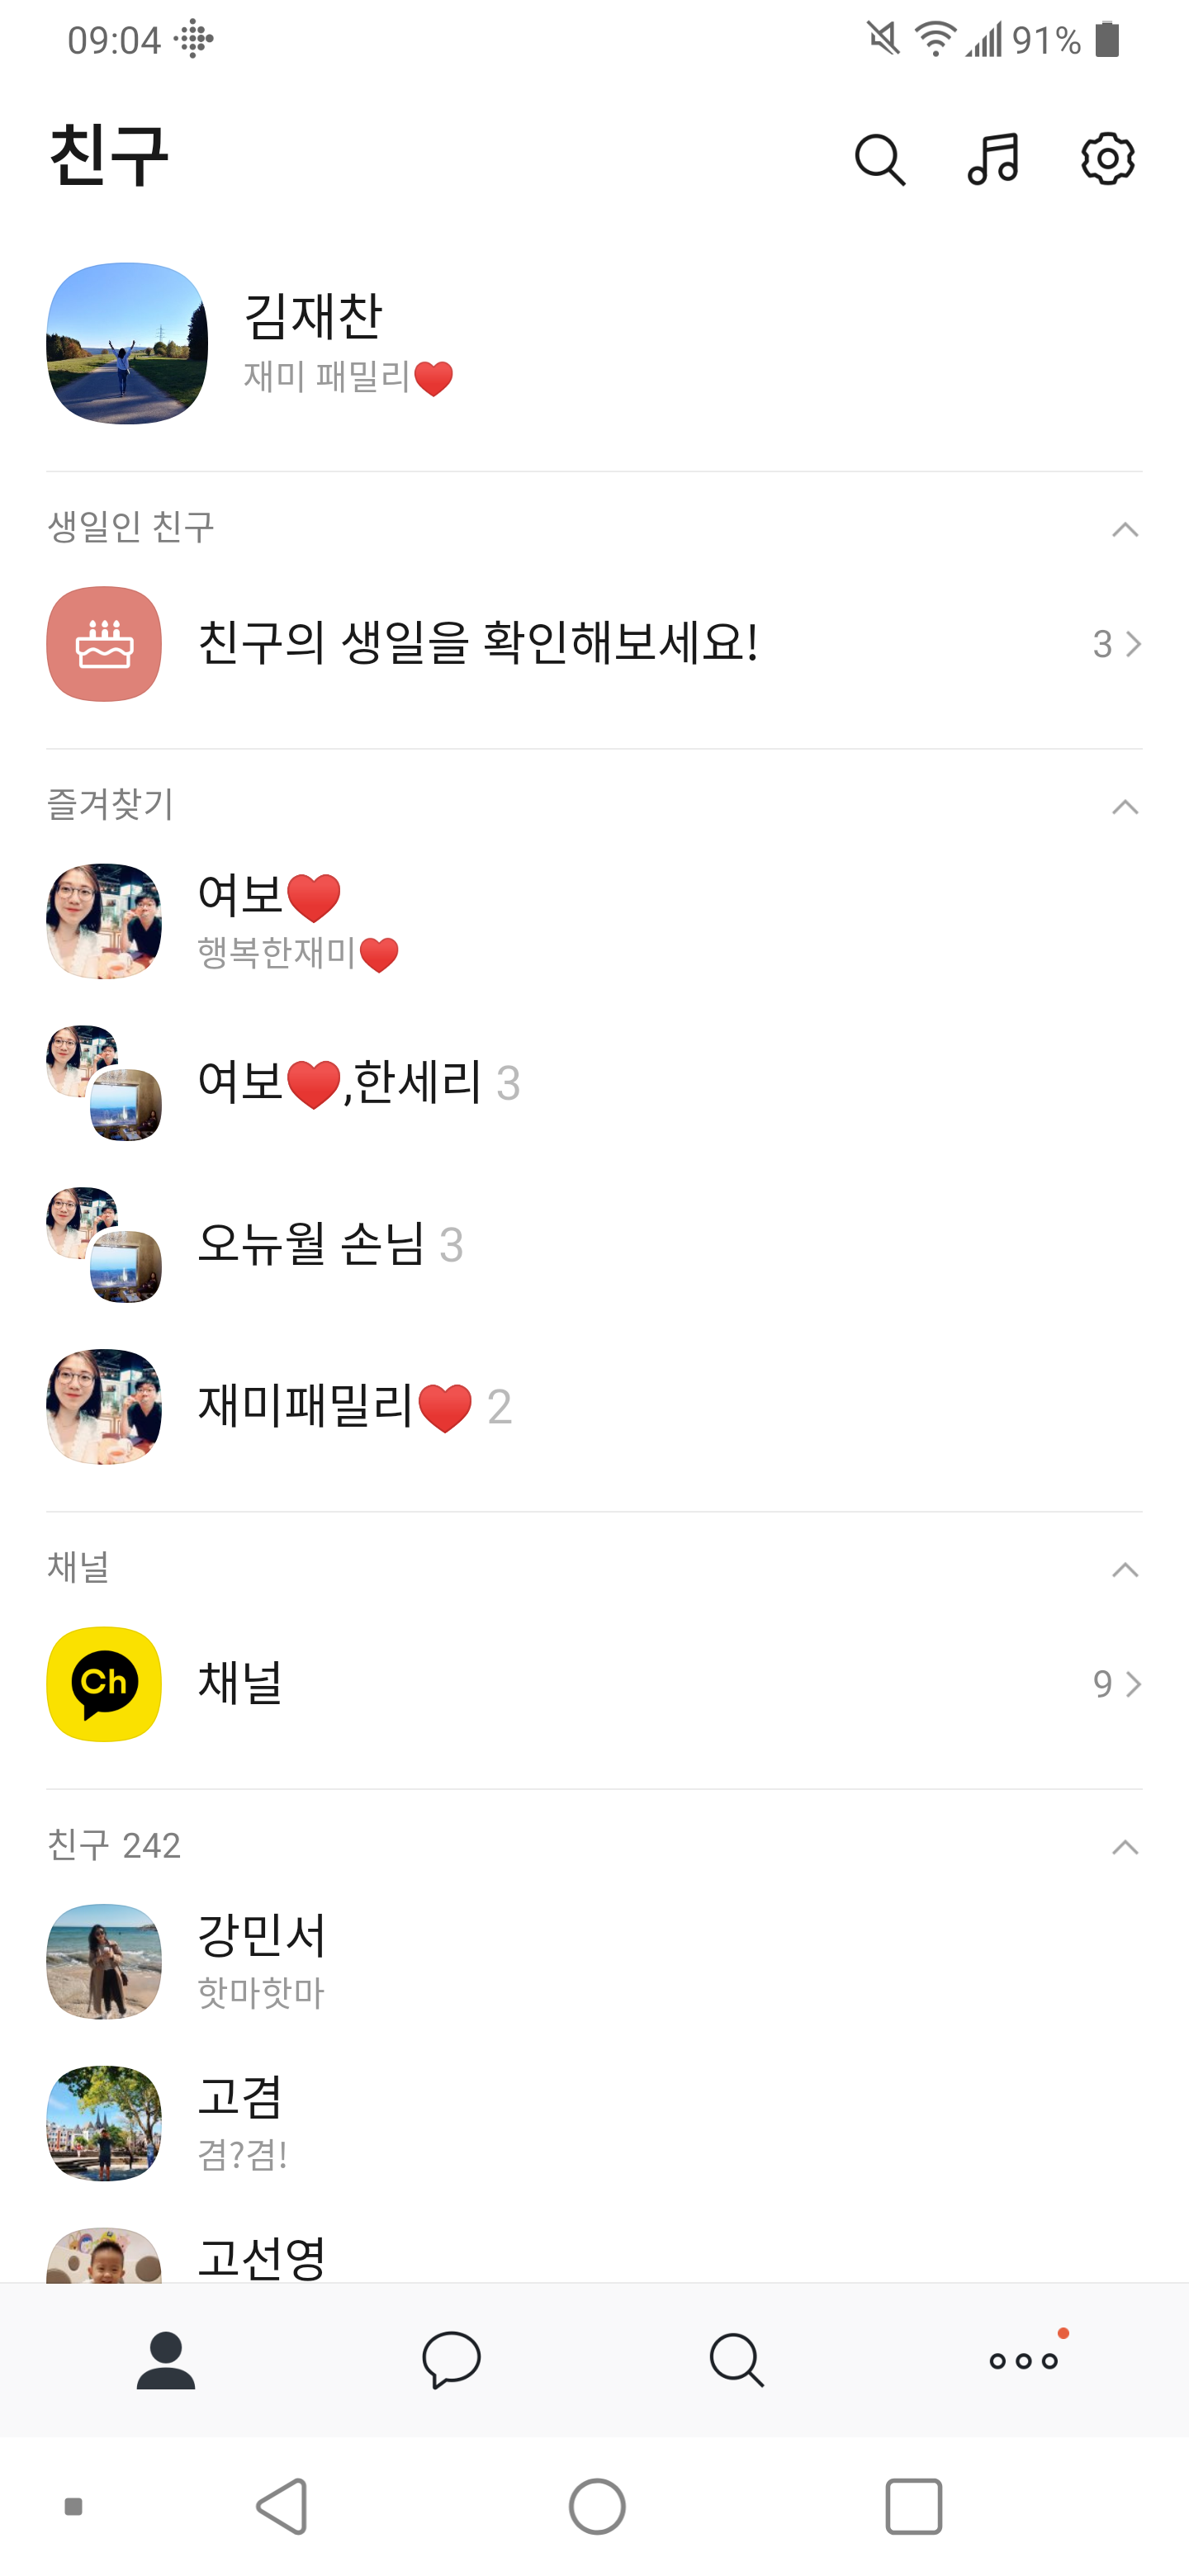 09:04
91%
친구
김재찬
재미 패밀리❤️
생일인 친구
친구의 생일을 확인해보세요!
3
즐겨찾기
여보❤️
행복한재미❤️
여보❤️,한세리 3
오뉴월 손님 3
재미패밀리❤️ 2
채널
Ch
채널
9
친구 242
강민서
핫마핫마
고겸
겸?겸!
고선영